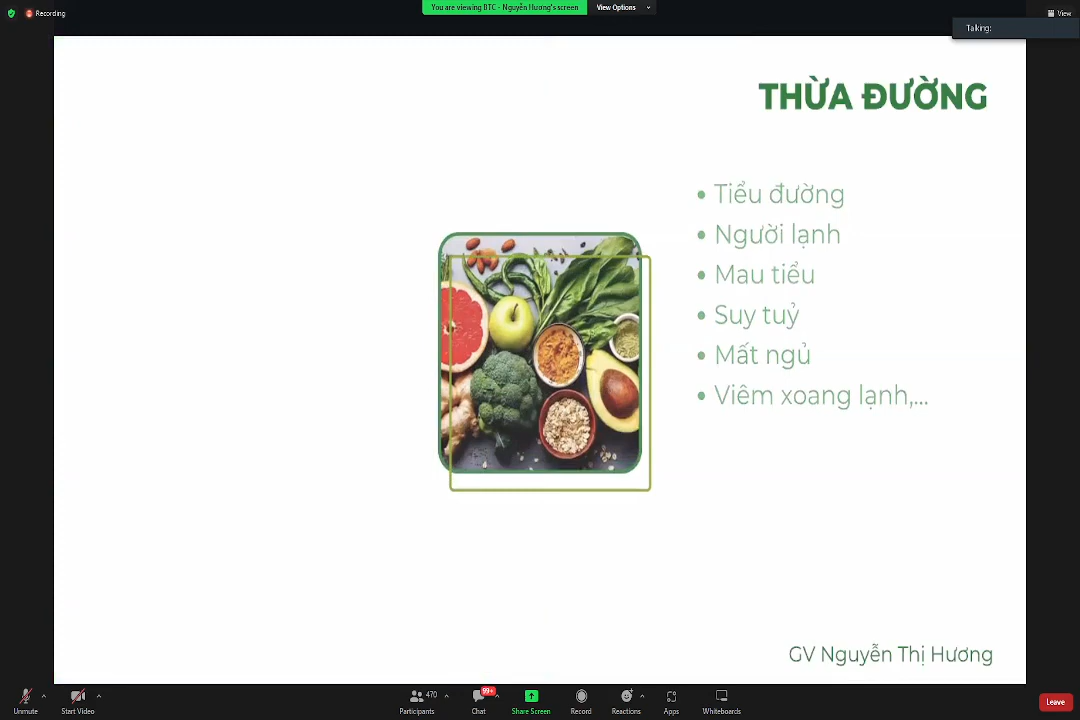 Recording
You are viewing BTC - Nguyễn Hương's screen
View Options
View
Talking:
THỪA ĐƯỜNG
• Tiểu đường
• Người lạnh
• Mau tiểu
• Suy tuỷ
• Mất ngủ
• Viêm xoang lạnh,...
GV Nguyễn Thị Hương
Unmute
Start Video
470
Participants
99+
Chat
Share Screen
Record
Reactions
Apps
Whiteboards
Leave